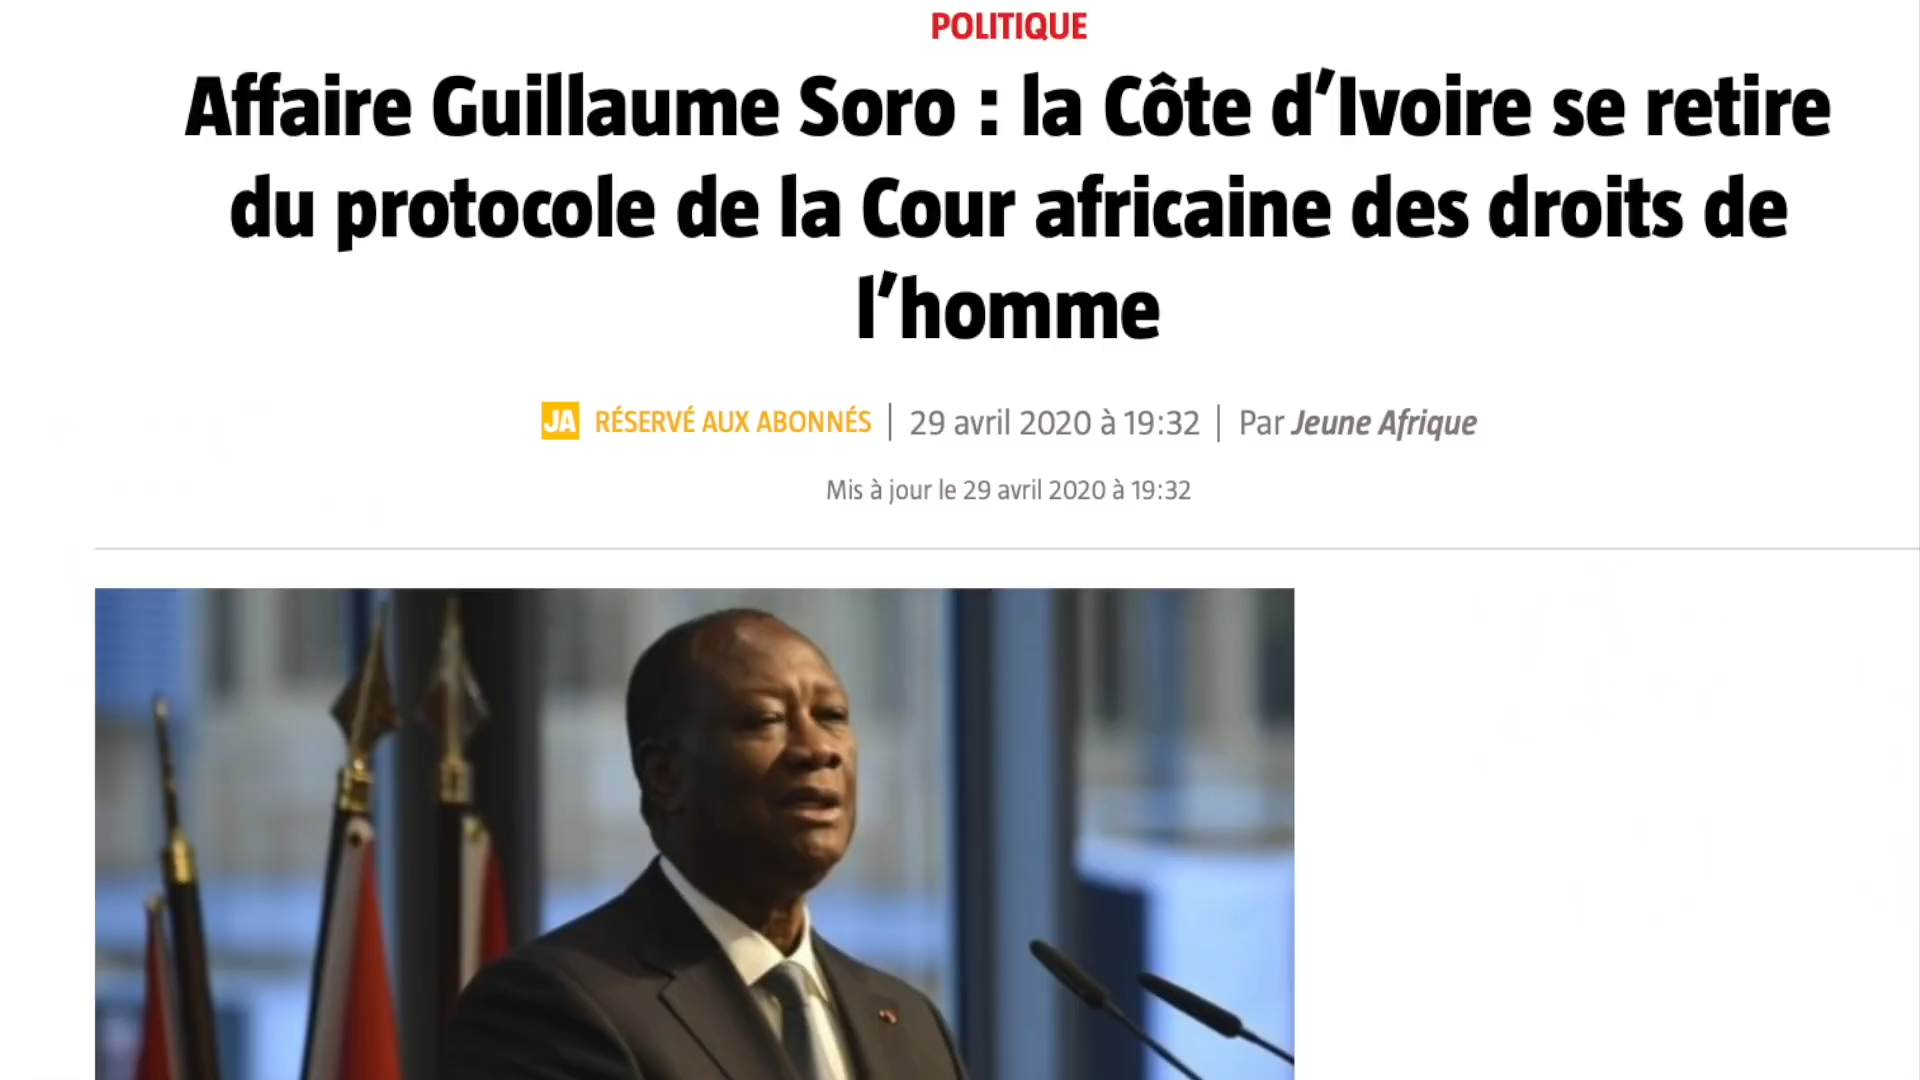 POLITIQUE
Affaire Guillaume Soro : la Côte d’Ivoire se retire
du protocole de la Cour africaine des droits de
l’homme
JA RÉSERVÉ AUX ABONNÉS | 29 avril 2020 à 19:32 | Par Jeune Afrique
Mis à jour le 29 avril 2020 à 19:32